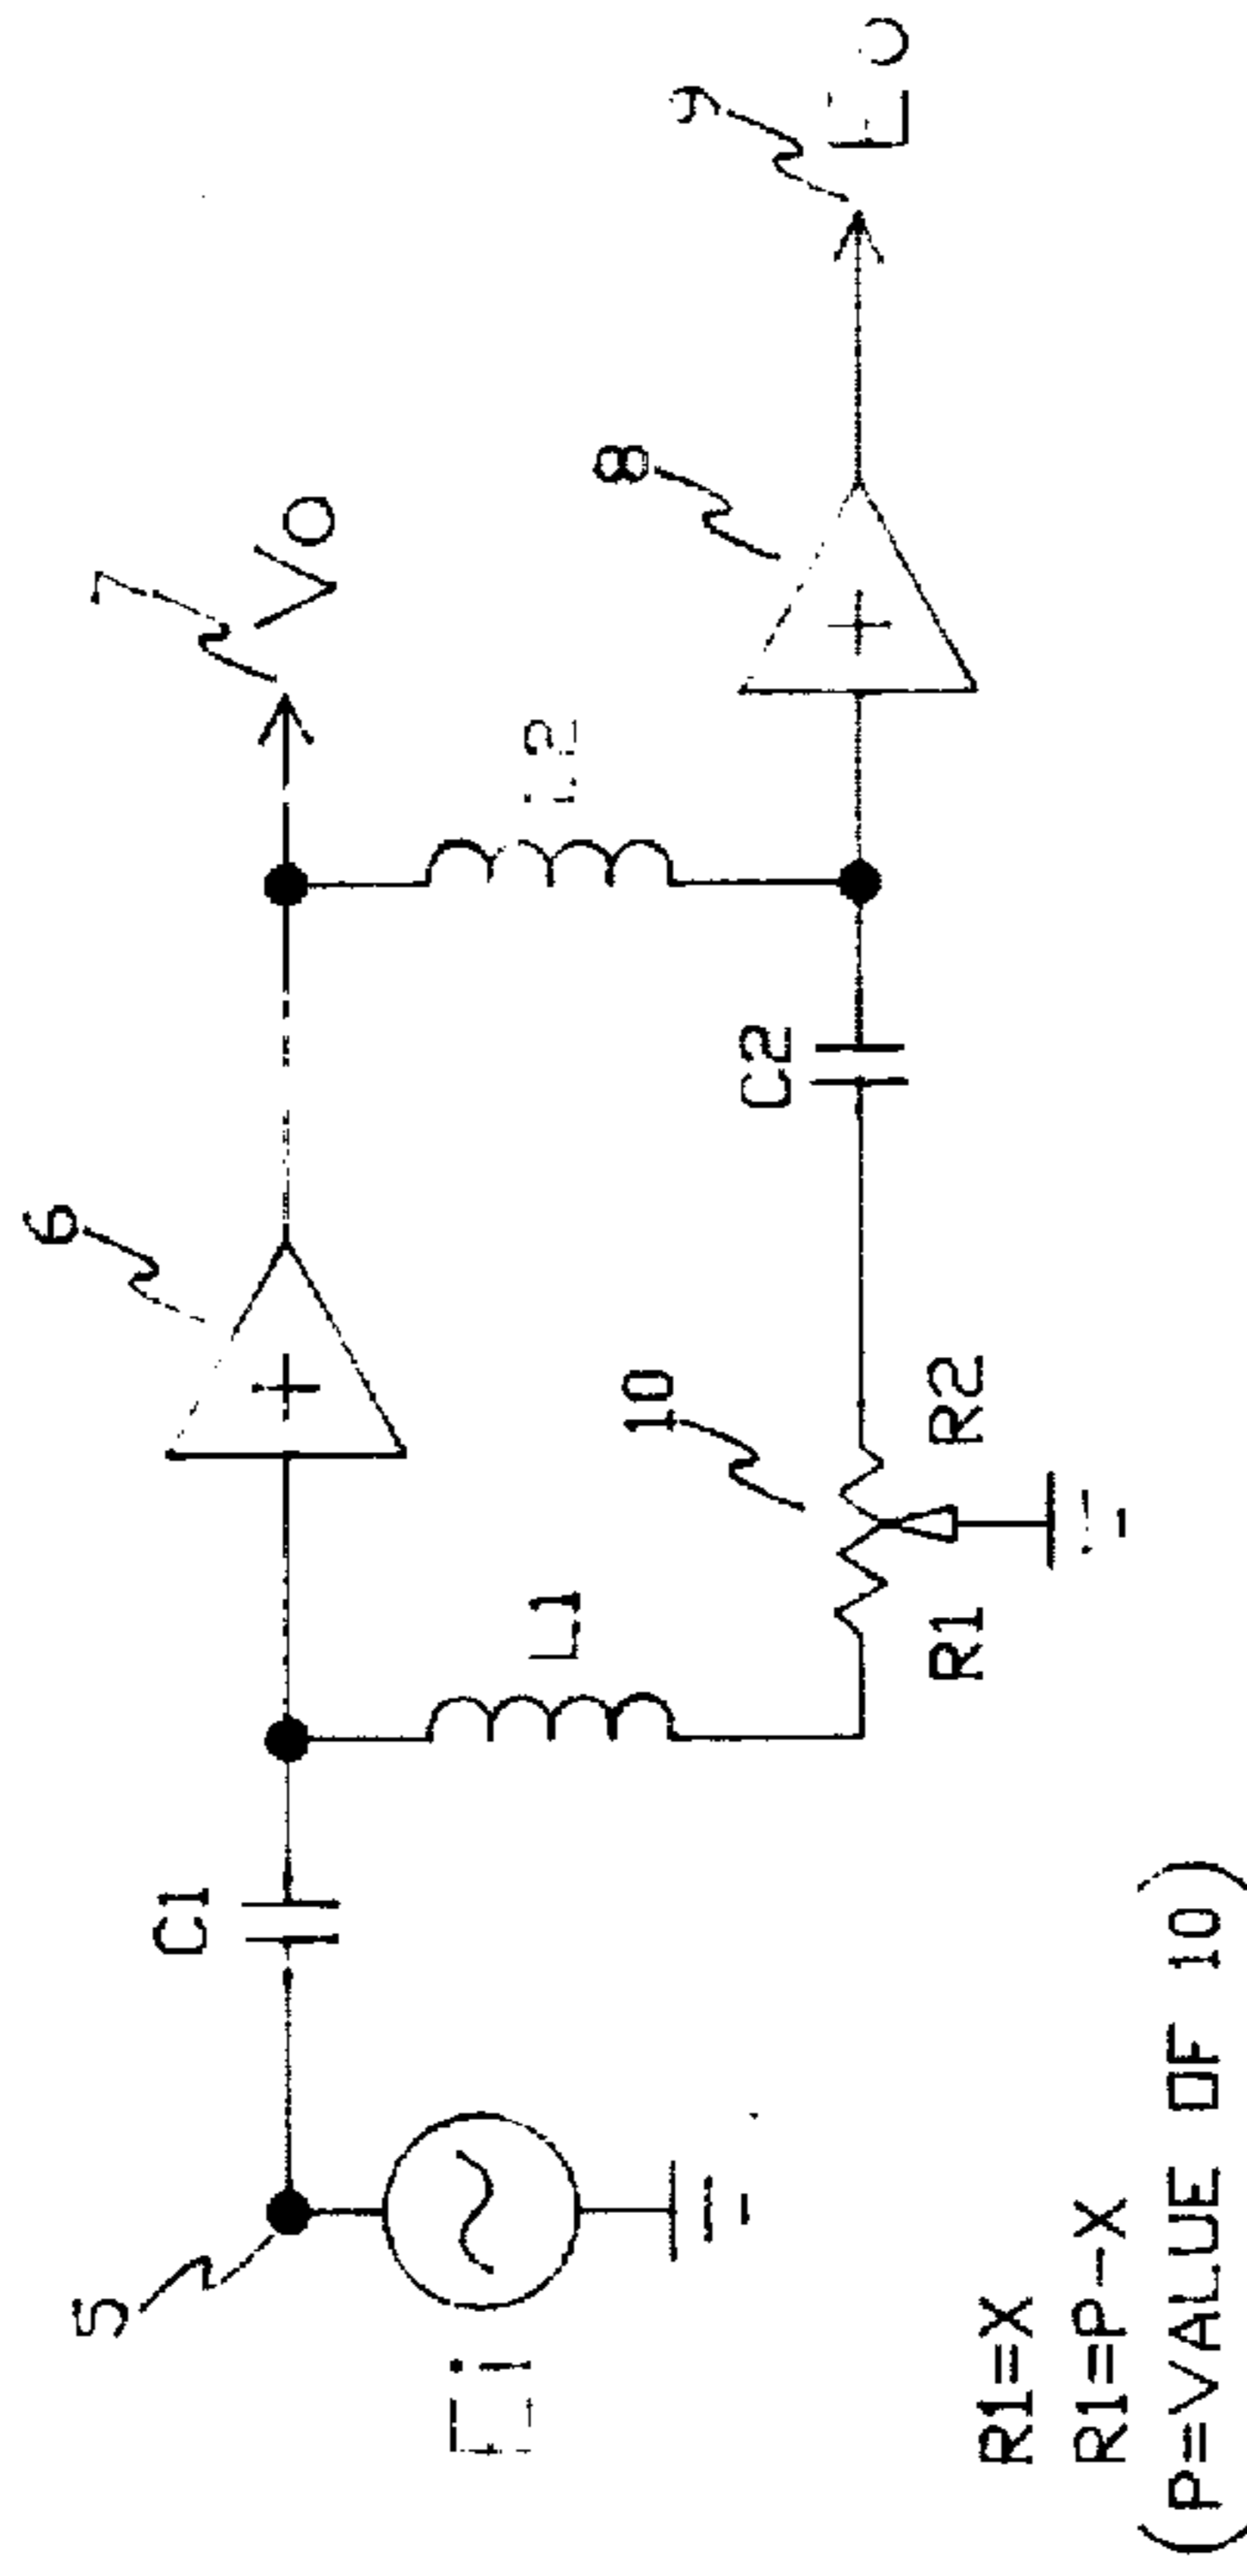 5
Ei
C1
L1
6
7
Vo
L2
10
R1
R2
C2
8
9
Eo
R1=X
R1=P-X
(P=VALUE OF 10)